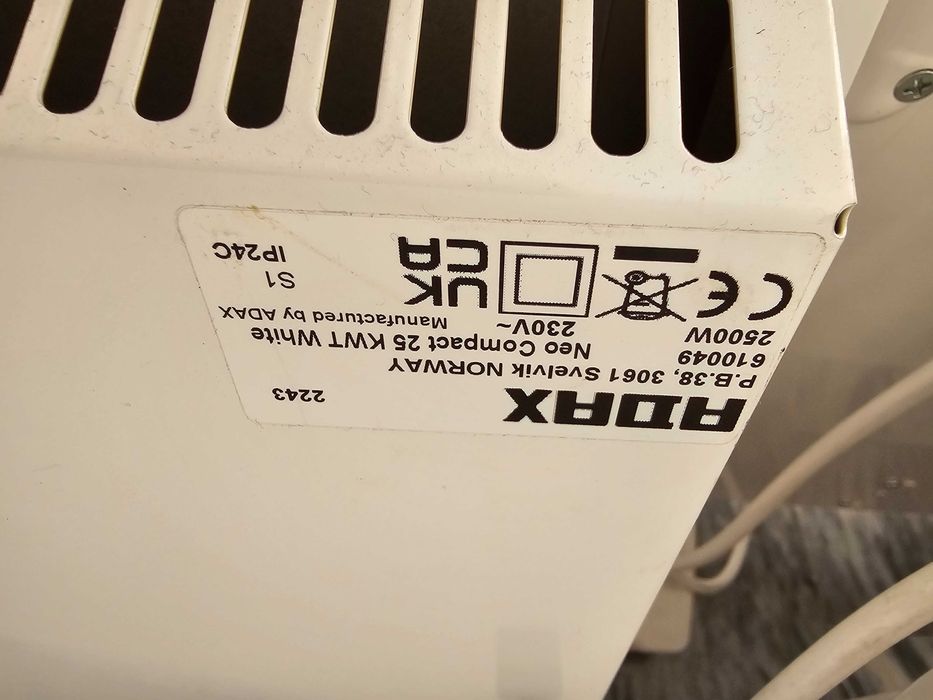 ADAX
2243
P.B.38, 3061 Svelvik NORWAY
610049 Neo Compact 25 KWT White
2500W 230V~ Manufactured by ADAX
CE UK CA S1
IP24C